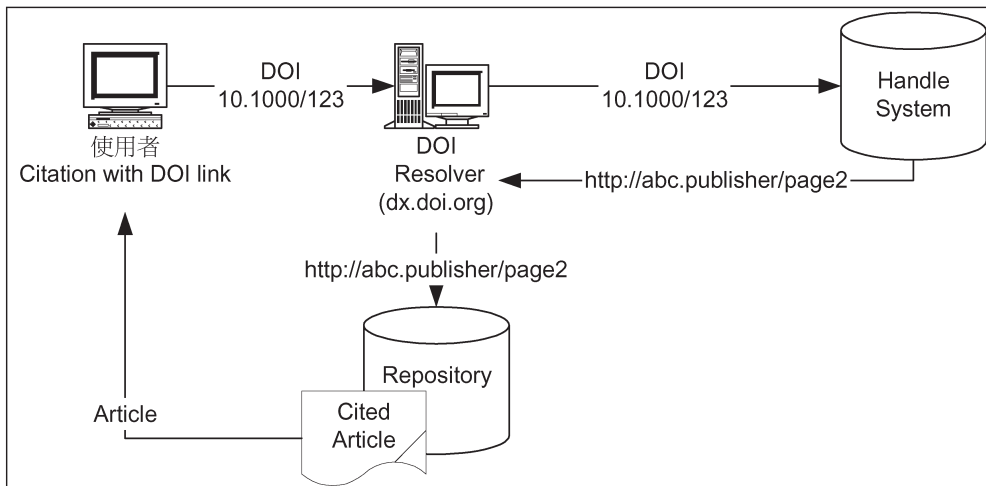 DOI
10.1000/123
DOI
10.1000/123
Handle
System
使用者
Citation with DOI link
DOI
Resolver
(dx.doi.org)
http://abc.publisher/page2
http://abc.publisher/page2
Repository
Cited
Article
Article